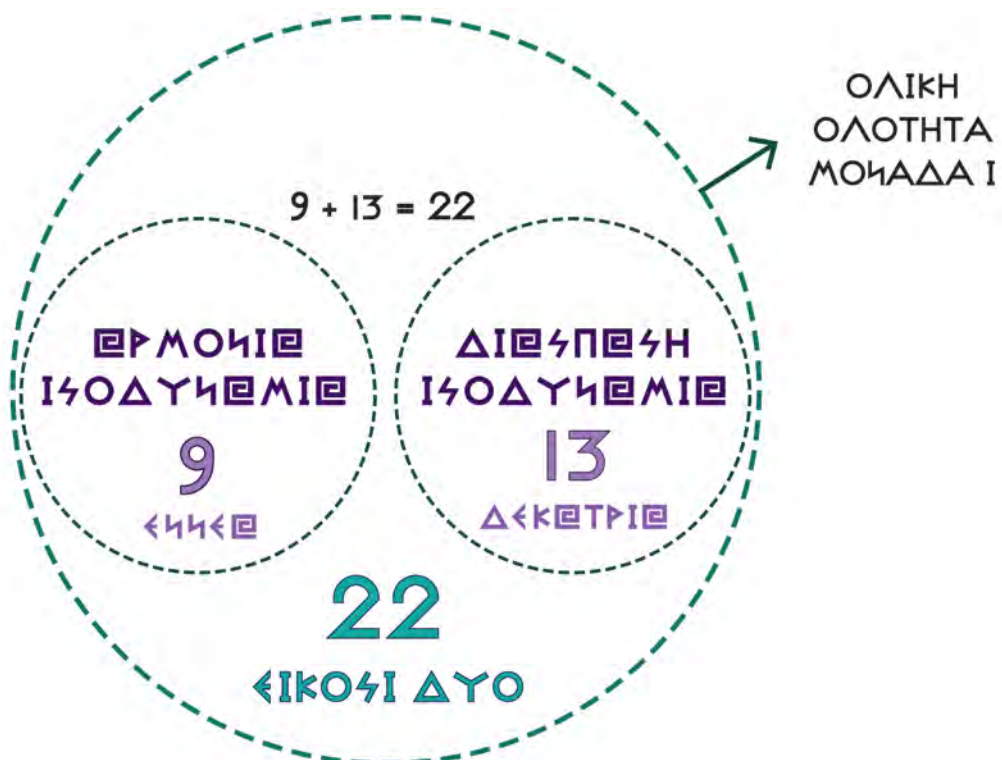 ΟΛΙΚΗ
ΟΛΟΤΗΤΑ
ΜΟΝΑΔΑ Ι
9 + 13 = 22
ΑΡΜΟΝΙΑ
ΙΣΟΔΥΝΑΜΙΑ
9
ΕΝΝΕΑ
ΔΙΑΣΠΑΣΗ
ΙΣΟΔΥΝΑΜΙΑ
13
ΔΕΚΑΤΡΙΑ
22
ΕΙΚΟΣΙ ΔΥΟ